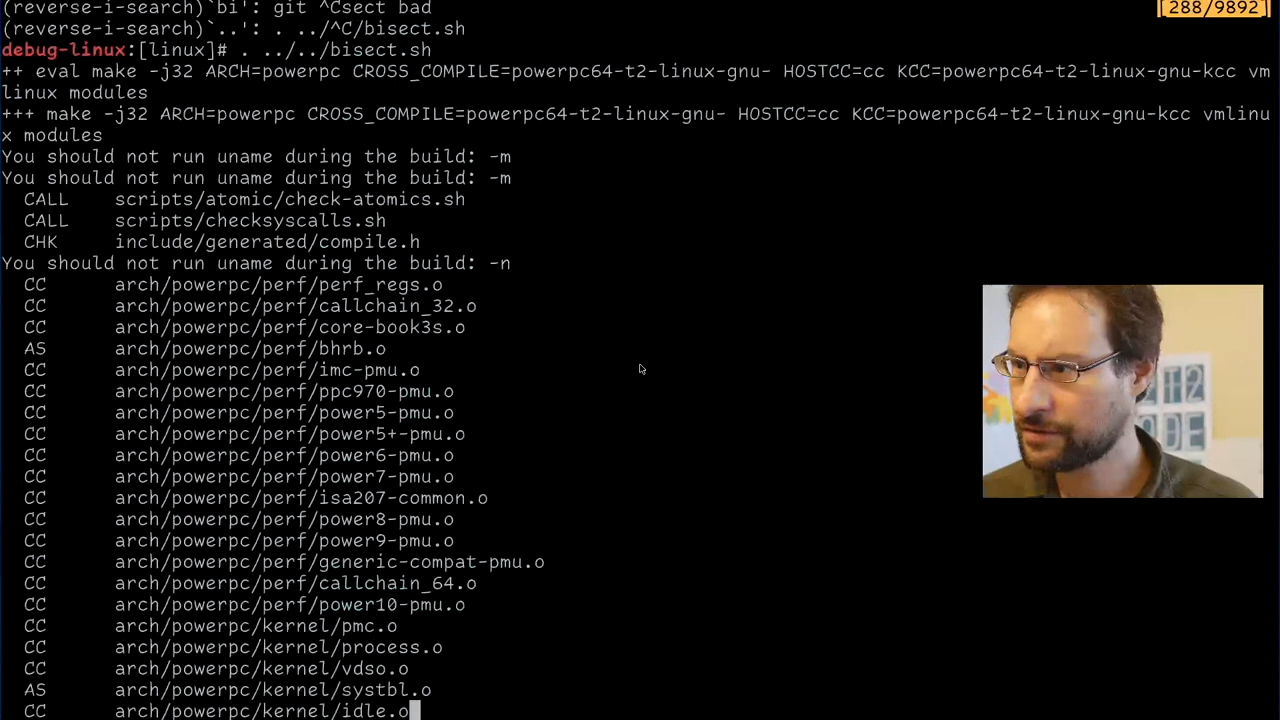 (reverse-i-search)`bi': git ^Csect bad
[288/9892]
(reverse-i-search)`..': . ../^C/bisect.sh
debug-linux:[linux]# . ../../bisect.sh
++ eval make -j32 ARCH=powerpc CROSS_COMPILE=powerpc64-t2-linux-gnu- HOSTCC=cc KCC=powerpc64-t2-linux-gnu-kcc vm
linux modules
+++ make -j32 ARCH=powerpc CROSS_COMPILE=powerpc64-t2-linux-gnu- HOSTCC=cc KCC=powerpc64-t2-linux-gnu-kcc vmlinu
x modules
You should not run uname during the build: -m
You should not run uname during the build: -m
CALL scripts/atomic/check-atomics.sh
CALL scripts/checksyscalls.sh
CHK include/generated/compile.h
You should not run uname during the build: -n
CC arch/powerpc/perf/perf_regs.o
CC arch/powerpc/perf/callchain_32.o
CC arch/powerpc/perf/core-book3s.o
AS arch/powerpc/perf/bhrb.o
CC arch/powerpc/perf/imc-pmu.o
CC arch/powerpc/perf/ppc970-pmu.o
CC arch/powerpc/perf/power5-pmu.o
CC arch/powerpc/perf/power5+-pmu.o
CC arch/powerpc/perf/power6-pmu.o
CC arch/powerpc/perf/power7-pmu.o
CC arch/powerpc/perf/isa207-common.o
CC arch/powerpc/perf/power8-pmu.o
CC arch/powerpc/perf/power9-pmu.o
CC arch/powerpc/perf/generic-compat-pmu.o
CC arch/powerpc/perf/callchain_64.o
CC arch/powerpc/perf/power10-pmu.o
CC arch/powerpc/kernel/pmc.o
CC arch/powerpc/kernel/process.o
CC arch/powerpc/kernel/vdso.o
AS arch/powerpc/kernel/systbl.o
CC arch/powerpc/kernel/idle.o